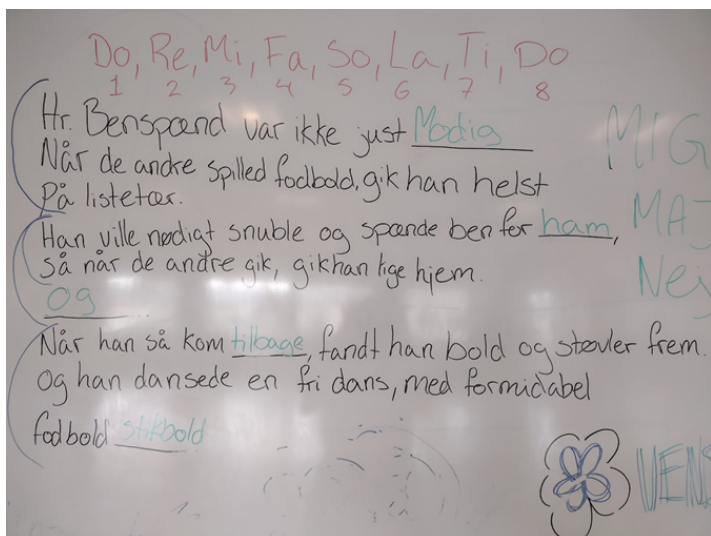 Do, Re, Mi, Fa, So, La, Ti, Do
1 2 3 4 5 6 7 8
Hr. Benspænd var ikke just Modig
Når de andre spilled fodbold, gik han helst
På listetær.
Han ville nødigt snuble og spænde ben for ham,
så når de andre gik, gik han lige hjem.
Og
Når han så kom tilbage, fandt han bold og støvler frem.
Og han dansede en fri dans, med formidabel
fodbold stikbold
MIG
MAJ
Nej
VENS